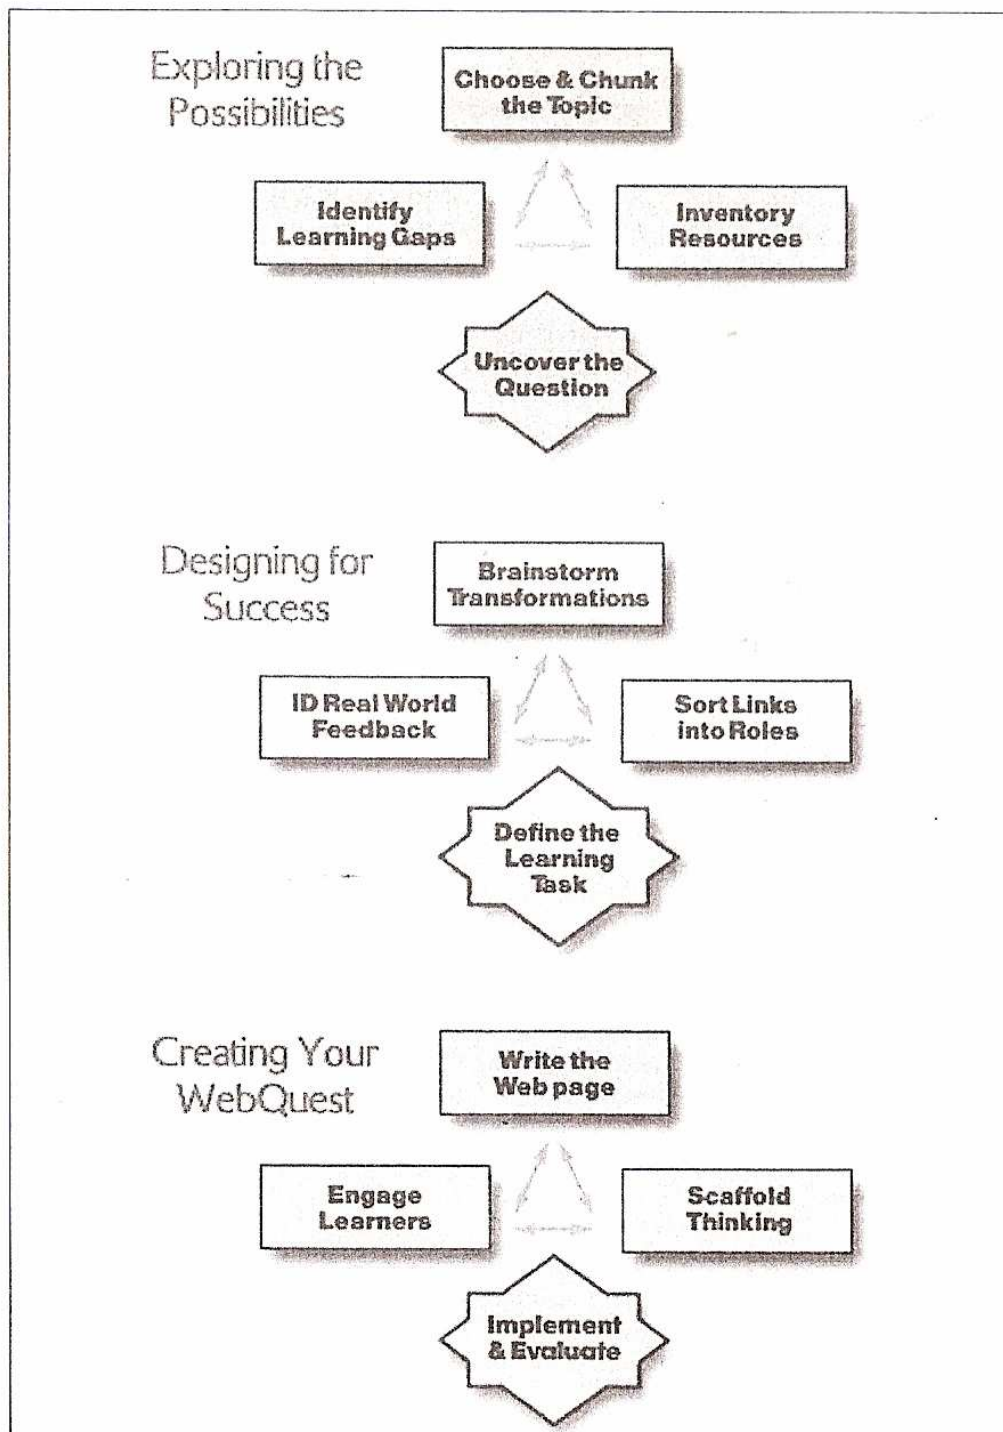 Exploring the
Possibilities
Choose & Chunk
the Topic
Identify
Learning Gaps
Inventory
Resources
Uncover the
Question
Designing for
Success
Brainstorm
Transformations
ID Real World
Feedback
Sort Links
into Roles
Define the
Learning
Task
Creating Your
WebQuest
Write the
Web page
Engage
Learners
Scaffold
Thinking
Implement
& Evaluate